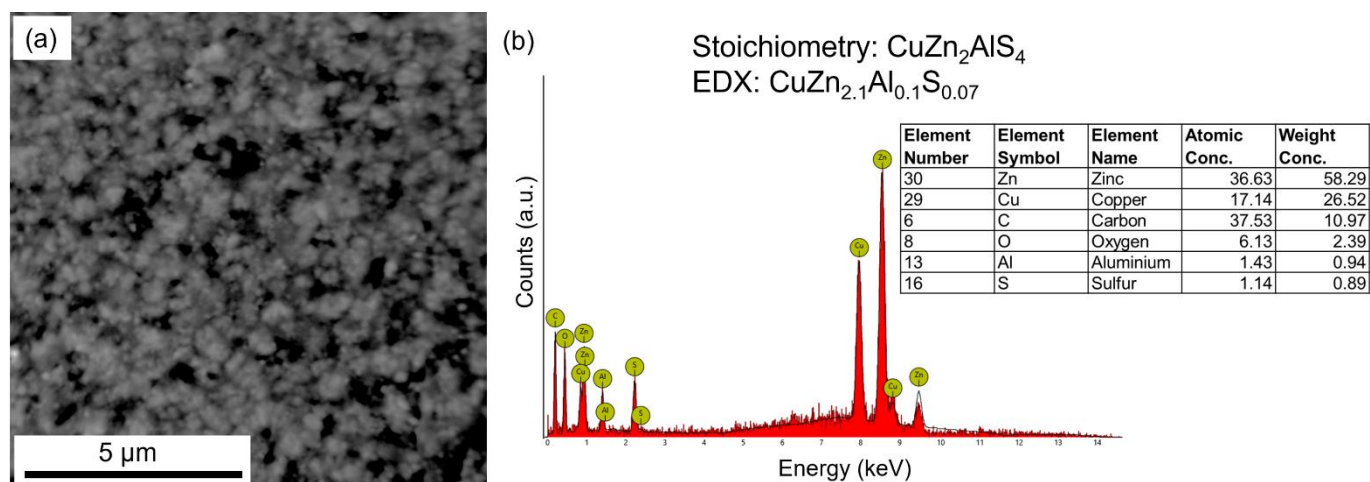 (a)
5 µm
(b)
Stoichiometry: CuZn₂AlS₄
EDX: CuZn₂.₁Al₀.₁S₀.₀₇
Element Number Element Symbol Element Name Atomic Conc. Weight Conc.
30 Zn Zinc 36.63 58.29
29 Cu Copper 17.14 26.52
6 C Carbon 37.53 10.97
8 O Oxygen 6.13 2.39
13 Al Aluminium 1.43 0.94
16 S Sulfur 1.14 0.89
Counts (a.u.)
C
O
Zn
Zn
Cu
Al
Al
S
S
Cu
Zn
Cu
Zn
0 1 2 3 4 5 6 7 8 9 10 11 12 13 14
Energy (keV)